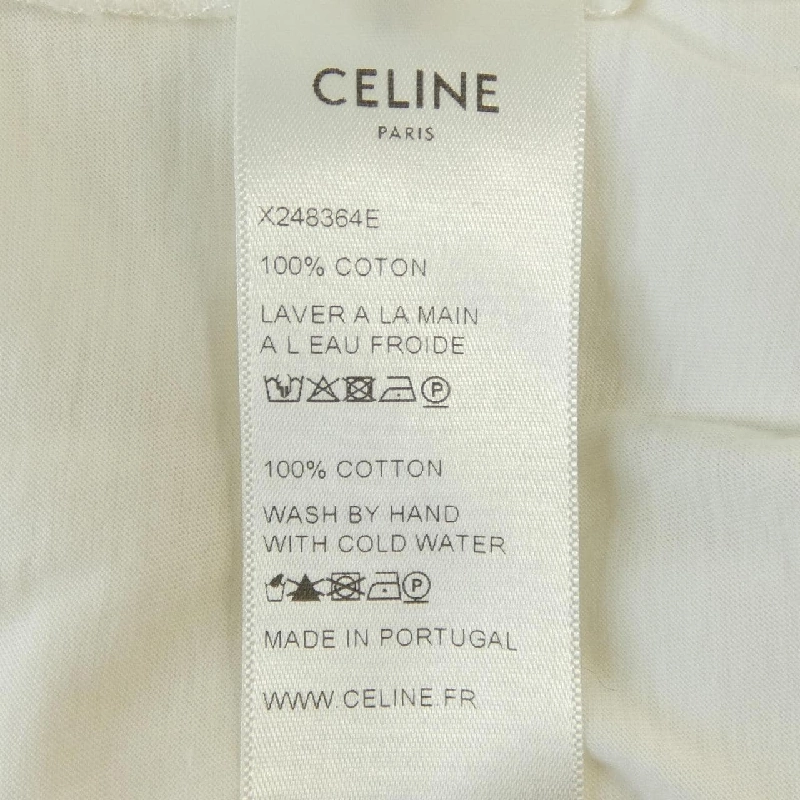 CELINE
PARIS
X248364E
100% COTON
LAVER A LA MAIN
A L EAU FROIDE
P
100% COTTON
WASH BY HAND
WITH COLD WATER
P
MADE IN PORTUGAL
WWW.CELINE.FR